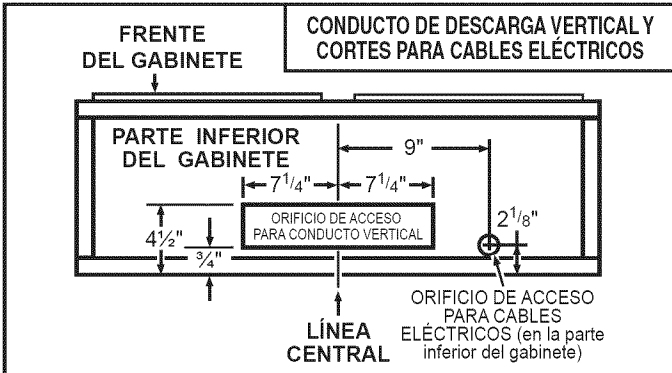 CONDUCTO DE DESCARGA VERTICAL Y
CORTES PARA CABLES ELÉCTRICOS
FRENTE
DEL GABINETE
PARTE INFERIOR
DEL GABINETE
9"
7 1/4"
7 1/4"
ORIFICIO DE ACCESO
PARA CONDUCTO VERTICAL
4½"
¾"
2 1/8"
LÍNEA
CENTRAL
ORIFICIO DE ACCESO
PARA CABLES
ELÉCTRICOS (en la parte
inferior del gabinete)